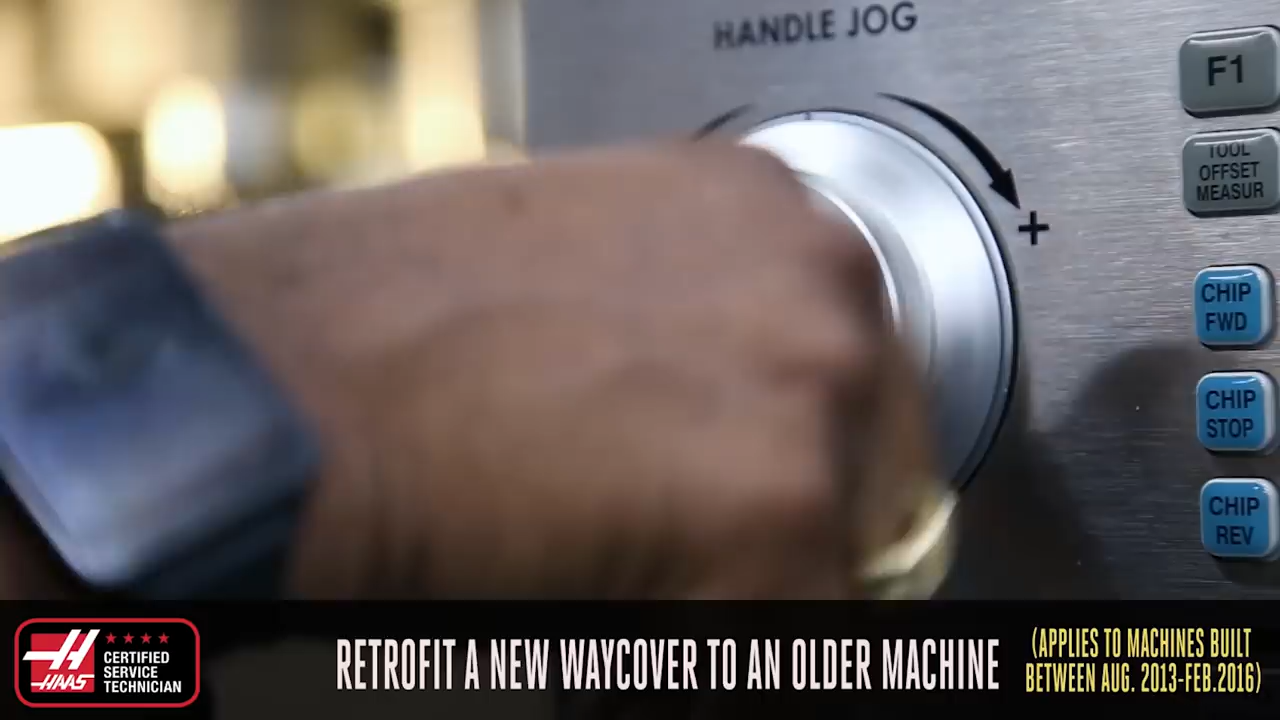 HANDLE JOG
F1
TOOL
OFFSET
MEASUR
+
CHIP
FWD
CHIP
STOP
CHIP
REV
HAAS
CERTIFIED
SERVICE
TECHNICIAN
RETROFIT A NEW WAYCOVER TO AN OLDER MACHINE
(APPLIES TO MACHINES BUILT
BETWEEN AUG. 2013-FEB.2016)